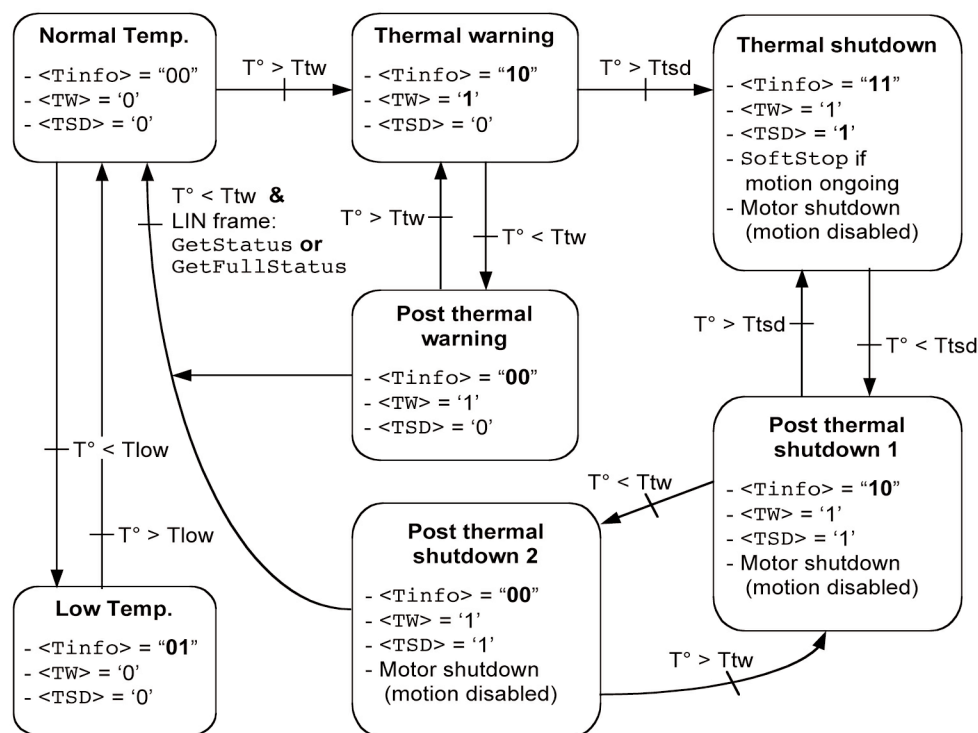 Normal Temp.
- <Tinfo> = “00”
- <TW> = ‘0’
- <TSD> = ‘0’
T° > Ttw
Thermal warning
- <Tinfo> = “10”
- <TW> = ‘1’
- <TSD> = ‘0’
T° > Ttsd
Thermal shutdown
- <Tinfo> = “11”
- <TW> = ‘1’
- <TSD> = ‘1’
- SoftStop if
motion ongoing
- Motor shutdown
(motion disabled)
T° < Ttw &
LIN frame:
GetStatus or
GetFullStatus
T° > Ttw
T° < Ttw
Post thermal
warning
- <Tinfo> = “00”
- <TW> = ‘1’
- <TSD> = ‘0’
T° > Ttsd
T° < Ttsd
Post thermal
shutdown 1
- <Tinfo> = “10”
- <TW> = ‘1’
- <TSD> = ‘1’
- Motor shutdown
(motion disabled)
T° < Tlow
T° > Tlow
T° < Ttw
Post thermal
shutdown 2
- <Tinfo> = “00”
- <TW> = ‘1’
- <TSD> = ‘1’
- Motor shutdown
(motion disabled)
T° > Ttw
Low Temp.
- <Tinfo> = “01”
- <TW> = ‘0’
- <TSD> = ‘0’